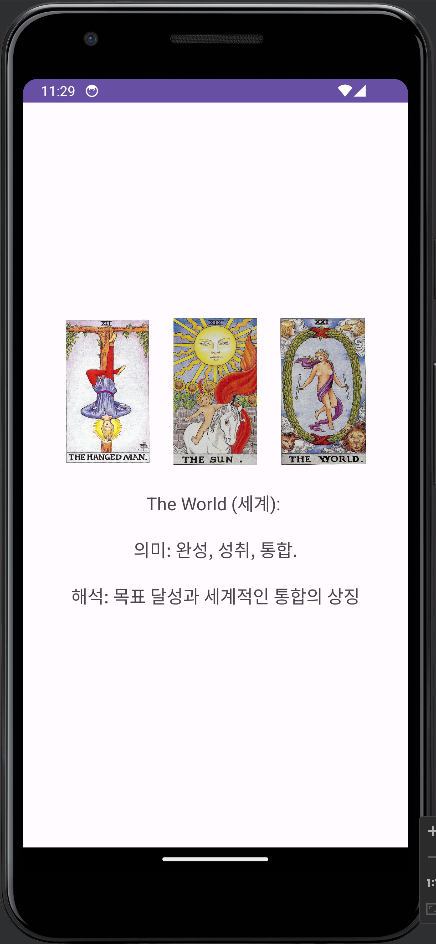 11:29
XII
XXI
THE HANGED MAN.
THE SUN .
THE WORLD.
The World (세계):
의미: 완성, 성취, 통합.
해석: 목표 달성과 세계적인 통합의 상징